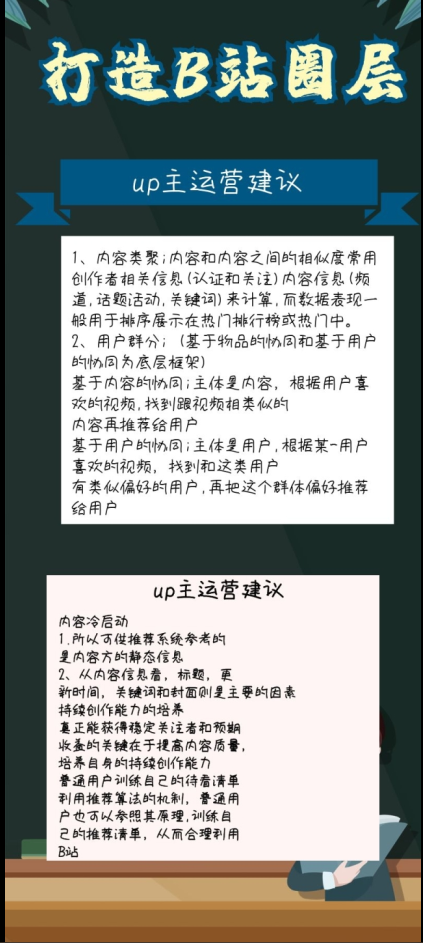 打造B站圈层
up主运营建议
1、内容类聚;内容和内容之间的相似度常用
创作者相关信息(认证和关注)内容信息(频
道,话题活动,关键词)来计算,而数据表现一
般用于排序展示在热门排行榜或热门中。
2、用户群分;(基于物品的协同和基于用户
的协同为底层框架)
基于内容的协同;主体是内容,根据用户喜
欢的视频,找到跟视频相类似的
内容再推荐给用户
基于用户的协同;主体是用户,根据某-用户
喜欢的视频,找到和这类用户
有类似偏好的用户,再把这个群体偏好推荐
给用户
up主运营建议
内容冷启动
1.所以可供推荐系统参考的
是内容方的静态信息
2、从内容信息看,标题,更
新时间,关键词和封面则是主要的因素
持续创作能力的培养
真正能获得稳定关注者和预期
收益的关键在于提高内容质量,
培养自身的持续创作能力
普通用户训练自己的待看清单
利用推荐算法的机制,普通用
户也可以参照其原理,训练自
己的推荐清单,从而合理利用
B站